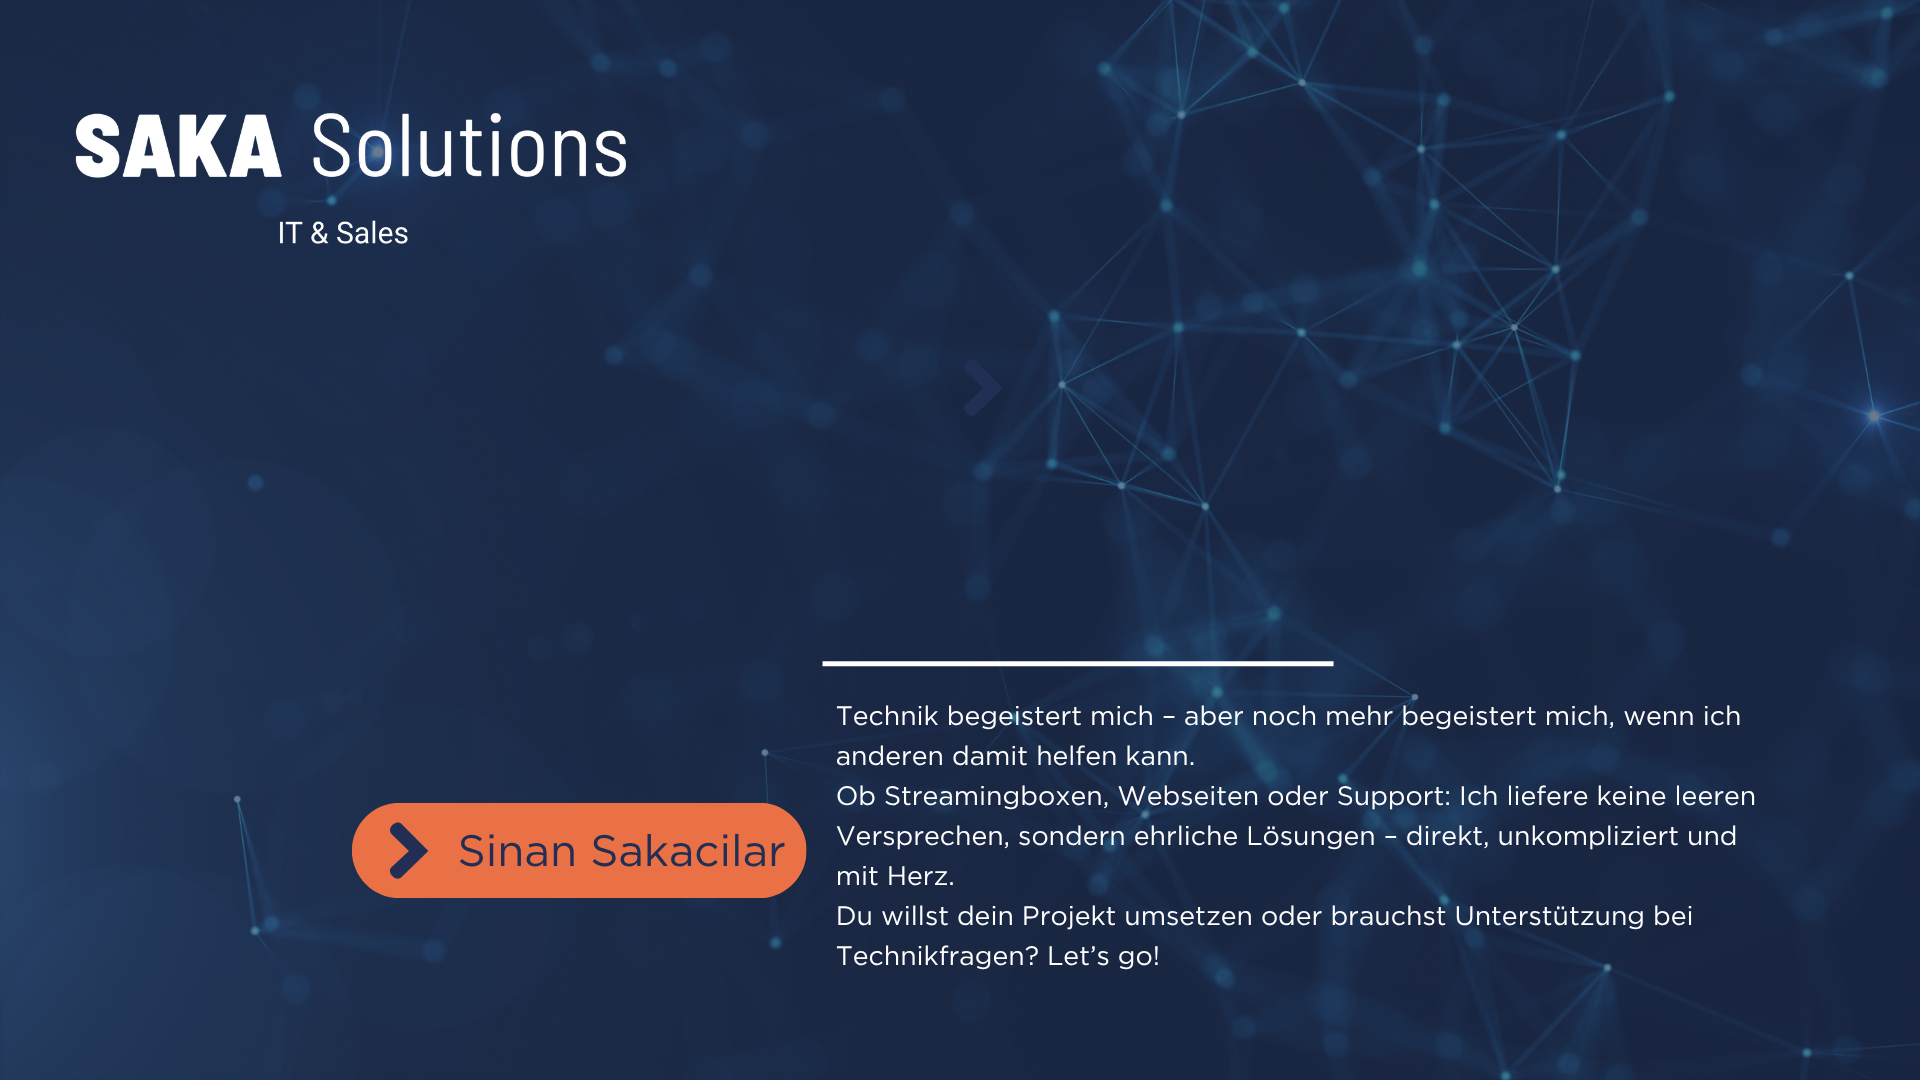 SAKA Solutions
IT & Sales
Sinan Sakacilar
Technik begeistert mich – aber noch mehr begeistert mich, wenn ich
anderen damit helfen kann.
Ob Streamingboxen, Webseiten oder Support: Ich liefere keine leeren
Versprechen, sondern ehrliche Lösungen – direkt, unkompliziert und
mit Herz.
Du willst dein Projekt umsetzen oder brauchst Unterstützung bei
Technikfragen? Let’s go!